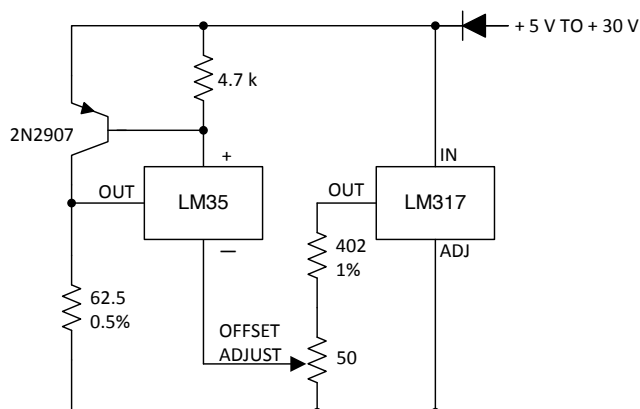 + 5 V TO + 30 V
4.7 k
2N2907
+
IN
OUT
LM35
OUT
LM317
—
402
1%
ADJ
62.5
0.5%
OFFSET
ADJUST
50